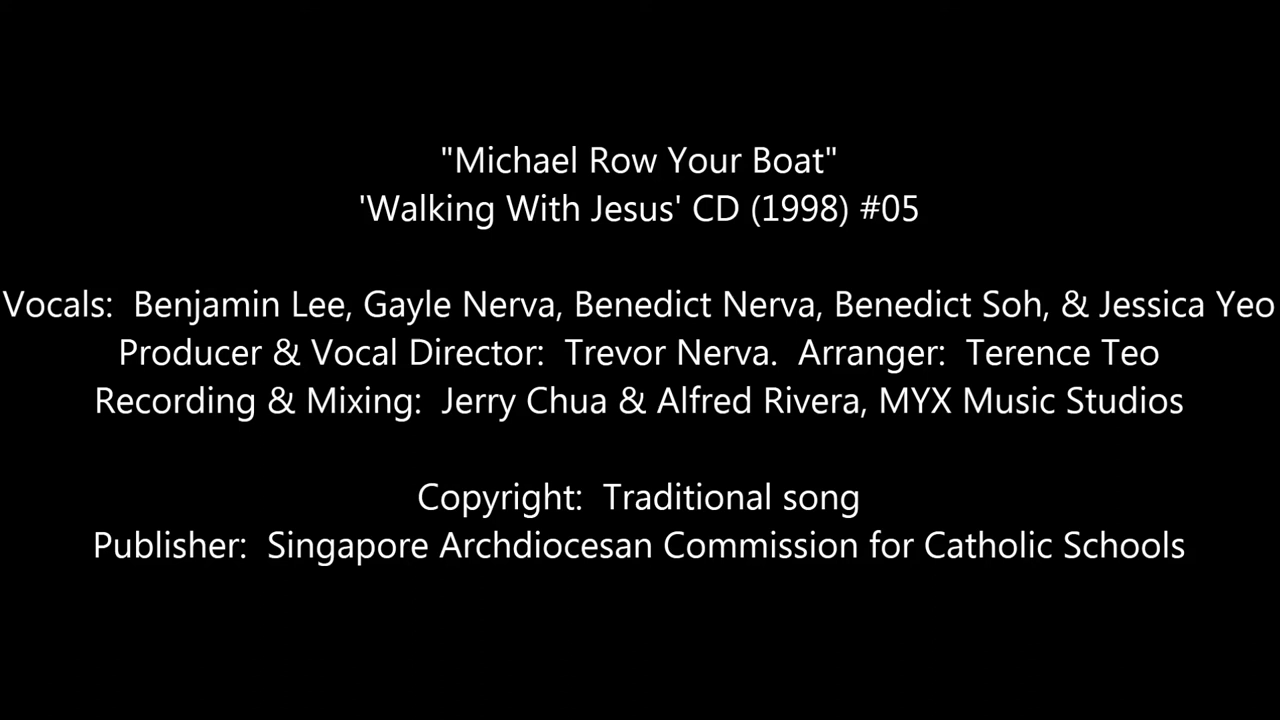 "Michael Row Your Boat"
'Walking With Jesus' CD (1998) #05
Vocals:  Benjamin Lee, Gayle Nerva, Benedict Nerva, Benedict Soh, & Jessica Yeo
Producer & Vocal Director:  Trevor Nerva.  Arranger:  Terence Teo
Recording & Mixing:  Jerry Chua & Alfred Rivera, MYX Music Studios
Copyright:  Traditional song
Publisher:  Singapore Archdiocesan Commission for Catholic Schools